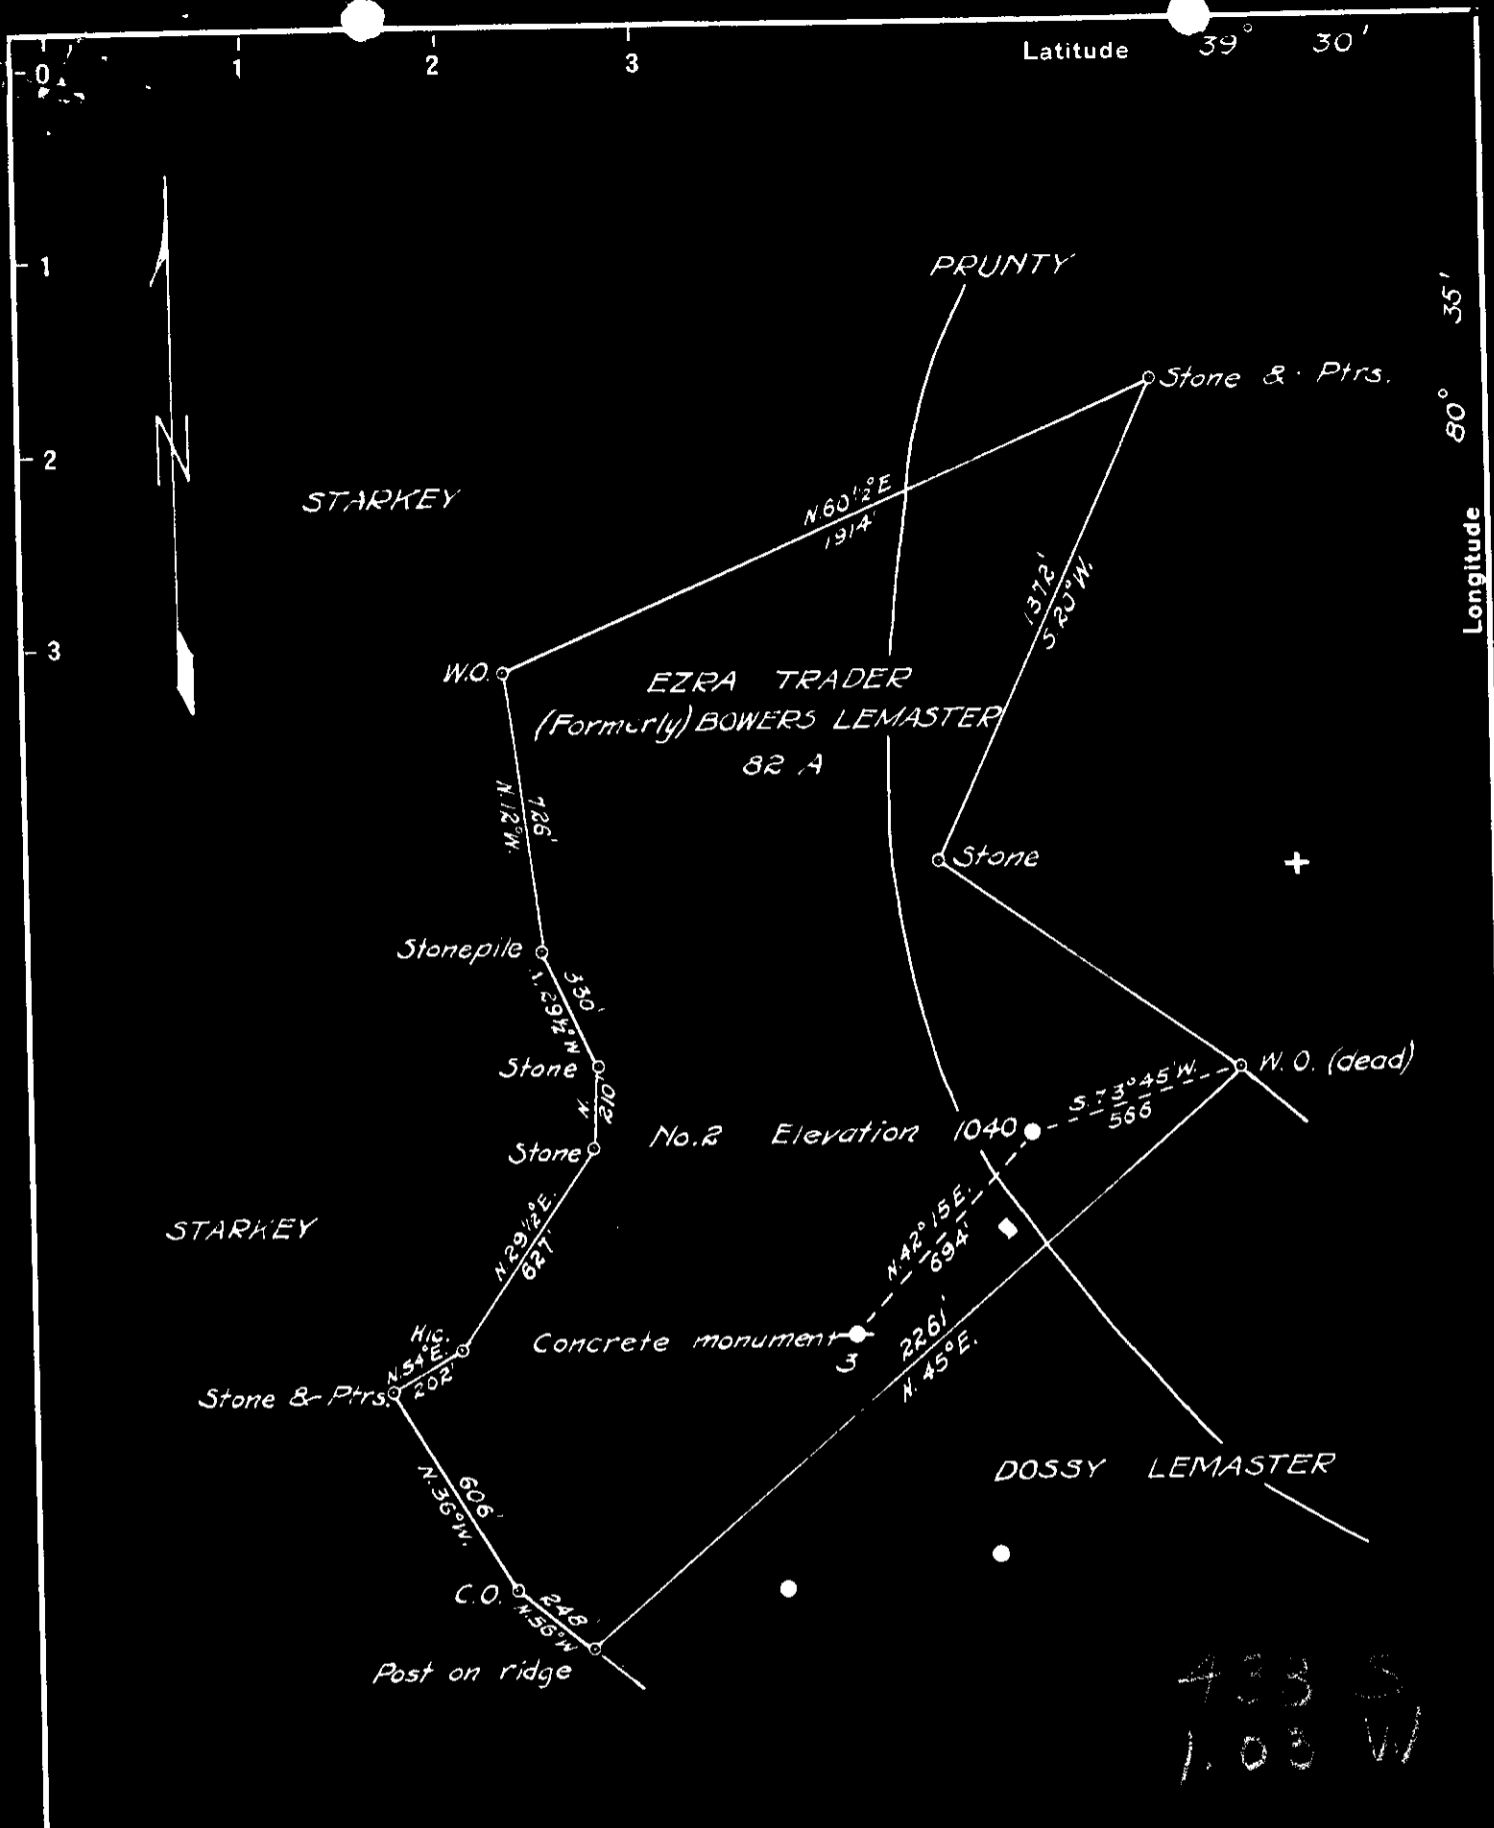 Latitude 39° 30'
0 1 2 3
1
2
3
Longitude 80° 35'
N
PRUNTY
Stone & Ptrs.
STARKEY
N.60½°E
1914'
1372'
S.20°W.
W.O.
EZRA TRADER
(Formerly) BOWERS LEMASTER
82 A
726'
N.12°W.
Stone
Stonepile
330'
N.29½°W
Stone
W.O. (dead)
S.73°45'W.
566
N.
Stone
No.2 Elevation 1040
N.29½°E.
627'
STARKEY
N.42°15'E.
694'
Hic.
N.54°E.
202'
Concrete monument
3
2261'
N.45°E.
Stone & Ptrs.
606'
N.36°W.
DOSSY LEMASTER
C.O.
248'
N.56°W
Post on ridge
433 S
1.03 W